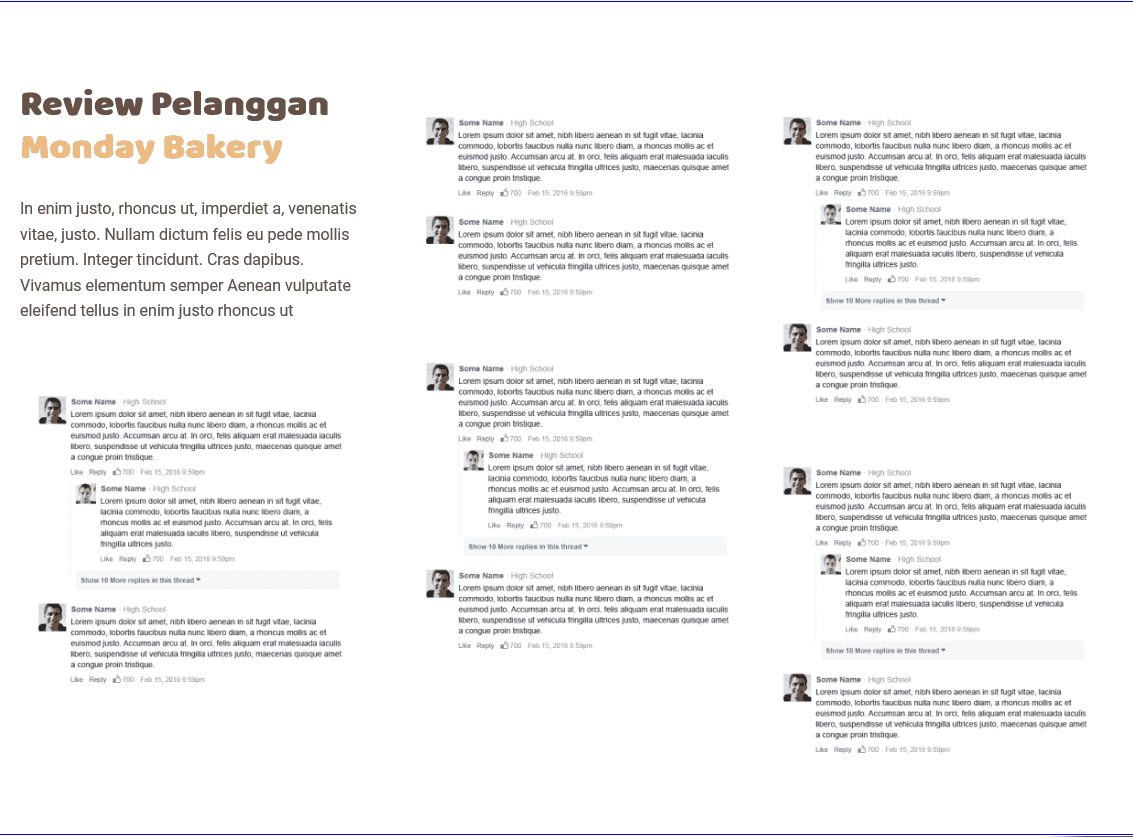 Review Pelanggan
Monday Bakery
In enim justo, rhoncus ut, imperdiet a, venenatis
vitae, justo. Nullam dictum felis eu pede mollis
pretium. Integer tincidunt. Cras dapibus.
Vivamus elementum semper Aenean vulputate
eleifend tellus in enim justo rhoncus ut
Some Name · High School
Lorem ipsum dolor sit amet, nibh libero aenean in sit fugit vitae, lacinia
commodo, lobortis faucibus nulla nunc libero diam, a rhoncus mollis ac et
euismod justo. Accumsan arcu at. In orci, felis aliquam erat malesuada iaculis
libero, suspendisse ut vehicula fringilla ultrices justo, maecenas quisque amet
a congue proin tristique.
Like · Reply · 700 · Feb 15, 2016 9:59pm
Some Name · High School
Lorem ipsum dolor sit amet, nibh libero aenean in sit fugit vitae,
lacinia commodo, lobortis faucibus nulla nunc libero diam, a
rhoncus mollis ac et euismod justo. Accumsan arcu at. In orci, felis
aliquam erat malesuada iaculis libero, suspendisse ut vehicula
fringilla ultrices justo.
Like · Reply · 700 · Feb 15, 2016 9:59pm
Show 10 More replies in this thread
Some Name · High School
Lorem ipsum dolor sit amet, nibh libero aenean in sit fugit vitae, lacinia
commodo, lobortis faucibus nulla nunc libero diam, a rhoncus mollis ac et
euismod justo. Accumsan arcu at. In orci, felis aliquam erat malesuada iaculis
libero, suspendisse ut vehicula fringilla ultrices justo, maecenas quisque amet
a congue proin tristique.
Like · Reply · 700 · Feb 15, 2016 9:59pm
Some Name · High School
Lorem ipsum dolor sit amet, nibh libero aenean in sit fugit vitae, lacinia
commodo, lobortis faucibus nulla nunc libero diam, a rhoncus mollis ac et
euismod justo. Accumsan arcu at. In orci, felis aliquam erat malesuada iaculis
libero, suspendisse ut vehicula fringilla ultrices justo, maecenas quisque amet
a congue proin tristique.
Like · Reply · 700 · Feb 15, 2016 9:59pm
Some Name · High School
Lorem ipsum dolor sit amet, nibh libero aenean in sit fugit vitae, lacinia
commodo, lobortis faucibus nulla nunc libero diam, a rhoncus mollis ac et
euismod justo. Accumsan arcu at. In orci, felis aliquam erat malesuada iaculis
libero, suspendisse ut vehicula fringilla ultrices justo, maecenas quisque amet
a congue proin tristique.
Like · Reply · 700 · Feb 15, 2016 9:59pm
Some Name · High School
Lorem ipsum dolor sit amet, nibh libero aenean in sit fugit vitae, lacinia
commodo, lobortis faucibus nulla nunc libero diam, a rhoncus mollis ac et
euismod justo. Accumsan arcu at. In orci, felis aliquam erat malesuada iaculis
libero, suspendisse ut vehicula fringilla ultrices justo, maecenas quisque amet
a congue proin tristique.
Like · Reply · 700 · Feb 15, 2016 9:59pm
Some Name · High School
Lorem ipsum dolor sit amet, nibh libero aenean in sit fugit vitae,
lacinia commodo, lobortis faucibus nulla nunc libero diam, a
rhoncus mollis ac et euismod justo. Accumsan arcu at. In orci, felis
aliquam erat malesuada iaculis libero, suspendisse ut vehicula
fringilla ultrices justo.
Like · Reply · 700 · Feb 15, 2016 9:59pm
Show 10 More replies in this thread
Some Name · High School
Lorem ipsum dolor sit amet, nibh libero aenean in sit fugit vitae, lacinia
commodo, lobortis faucibus nulla nunc libero diam, a rhoncus mollis ac et
euismod justo. Accumsan arcu at. In orci, felis aliquam erat malesuada iaculis
libero, suspendisse ut vehicula fringilla ultrices justo, maecenas quisque amet
a congue proin tristique.
Like · Reply · 700 · Feb 15, 2016 9:59pm
Some Name · High School
Lorem ipsum dolor sit amet, nibh libero aenean in sit fugit vitae, lacinia
commodo, lobortis faucibus nulla nunc libero diam, a rhoncus mollis ac et
euismod justo. Accumsan arcu at. In orci, felis aliquam erat malesuada iaculis
libero, suspendisse ut vehicula fringilla ultrices justo, maecenas quisque amet
a congue proin tristique.
Like · Reply · 700 · Feb 15, 2016 9:59pm
Some Name · High School
Lorem ipsum dolor sit amet, nibh libero aenean in sit fugit vitae,
lacinia commodo, lobortis faucibus nulla nunc libero diam, a
rhoncus mollis ac et euismod justo. Accumsan arcu at. In orci, felis
aliquam erat malesuada iaculis libero, suspendisse ut vehicula
fringilla ultrices justo.
Like · Reply · 700 · Feb 15, 2016 9:59pm
Show 10 More replies in this thread
Some Name · High School
Lorem ipsum dolor sit amet, nibh libero aenean in sit fugit vitae, lacinia
commodo, lobortis faucibus nulla nunc libero diam, a rhoncus mollis ac et
euismod justo. Accumsan arcu at. In orci, felis aliquam erat malesuada iaculis
libero, suspendisse ut vehicula fringilla ultrices justo, maecenas quisque amet
a congue proin tristique.
Like · Reply · 700 · Feb 15, 2016 9:59pm
Some Name · High School
Lorem ipsum dolor sit amet, nibh libero aenean in sit fugit vitae, lacinia
commodo, lobortis faucibus nulla nunc libero diam, a rhoncus mollis ac et
euismod justo. Accumsan arcu at. In orci, felis aliquam erat malesuada iaculis
libero, suspendisse ut vehicula fringilla ultrices justo, maecenas quisque amet
a congue proin tristique.
Like · Reply · 700 · Feb 15, 2016 9:59pm
Some Name · High School
Lorem ipsum dolor sit amet, nibh libero aenean in sit fugit vitae,
lacinia commodo, lobortis faucibus nulla nunc libero diam, a
rhoncus mollis ac et euismod justo. Accumsan arcu at. In orci, felis
aliquam erat malesuada iaculis libero, suspendisse ut vehicula
fringilla ultrices justo.
Like · Reply · 700 · Feb 15, 2016 9:59pm
Show 10 More replies in this thread
Some Name · High School
Lorem ipsum dolor sit amet, nibh libero aenean in sit fugit vitae, lacinia
commodo, lobortis faucibus nulla nunc libero diam, a rhoncus mollis ac et
euismod justo. Accumsan arcu at. In orci, felis aliquam erat malesuada iaculis
libero, suspendisse ut vehicula fringilla ultrices justo, maecenas quisque amet
a congue proin tristique.
Like · Reply · 700 · Feb 15, 2016 9:59pm